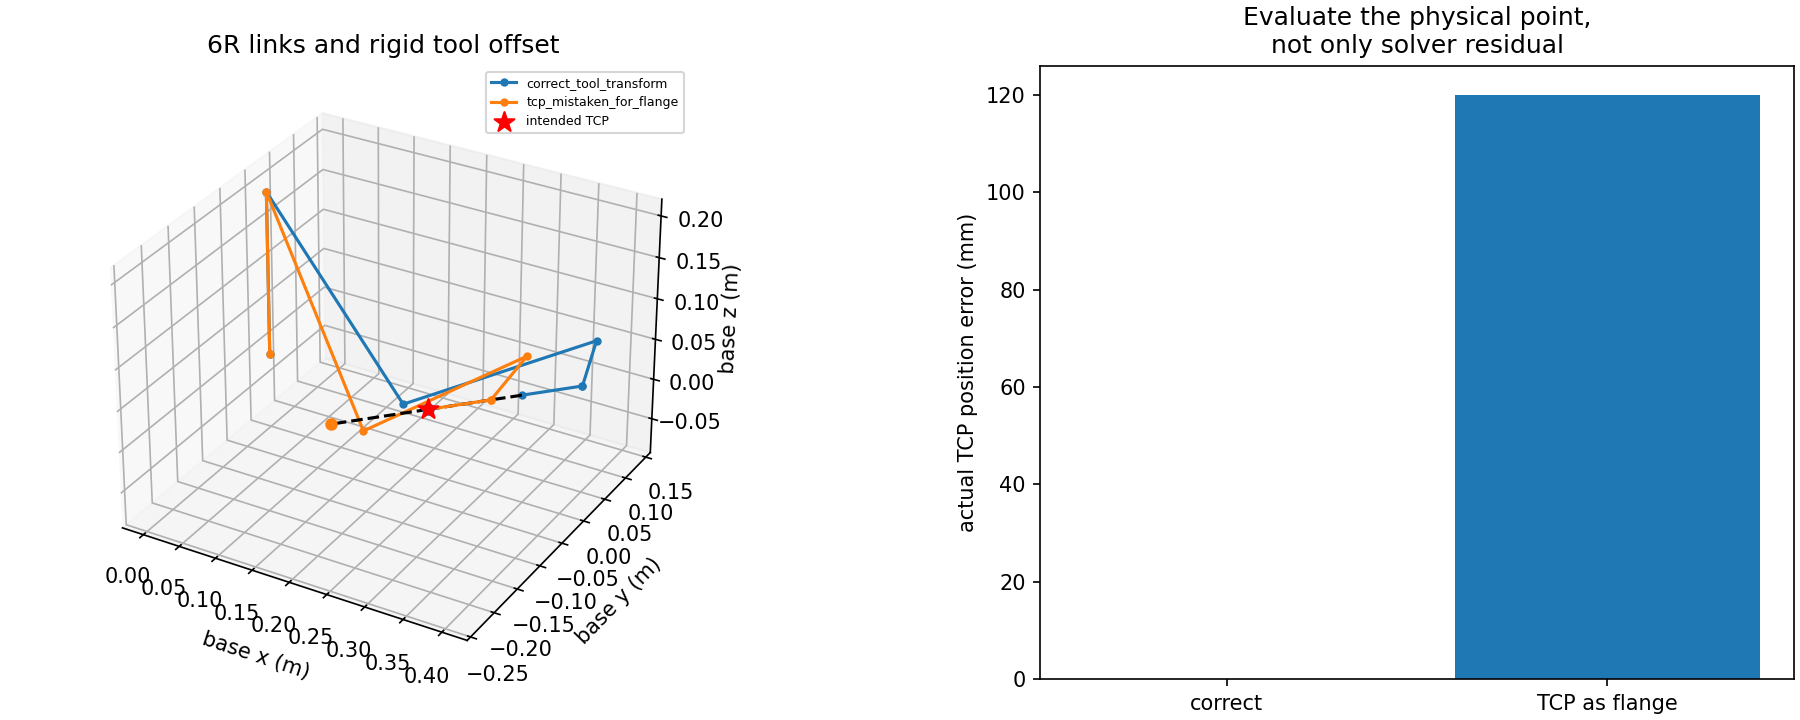 6R links and rigid tool offset
correct_tool_transform
tcp_mistaken_for_flange
intended TCP
0.20
0.15
0.10
0.05
0.00
−0.05
base z (m)
0.15
0.10
0.05
0.00
−0.05
−0.10
−0.15
−0.20
−0.25
base y (m)
0.00
0.05
0.10
0.15
0.20
0.25
0.30
0.35
0.40
base x (m)
Evaluate the physical point,
not only solver residual
120
100
80
60
40
20
0
actual TCP position error (mm)
correct
TCP as flange